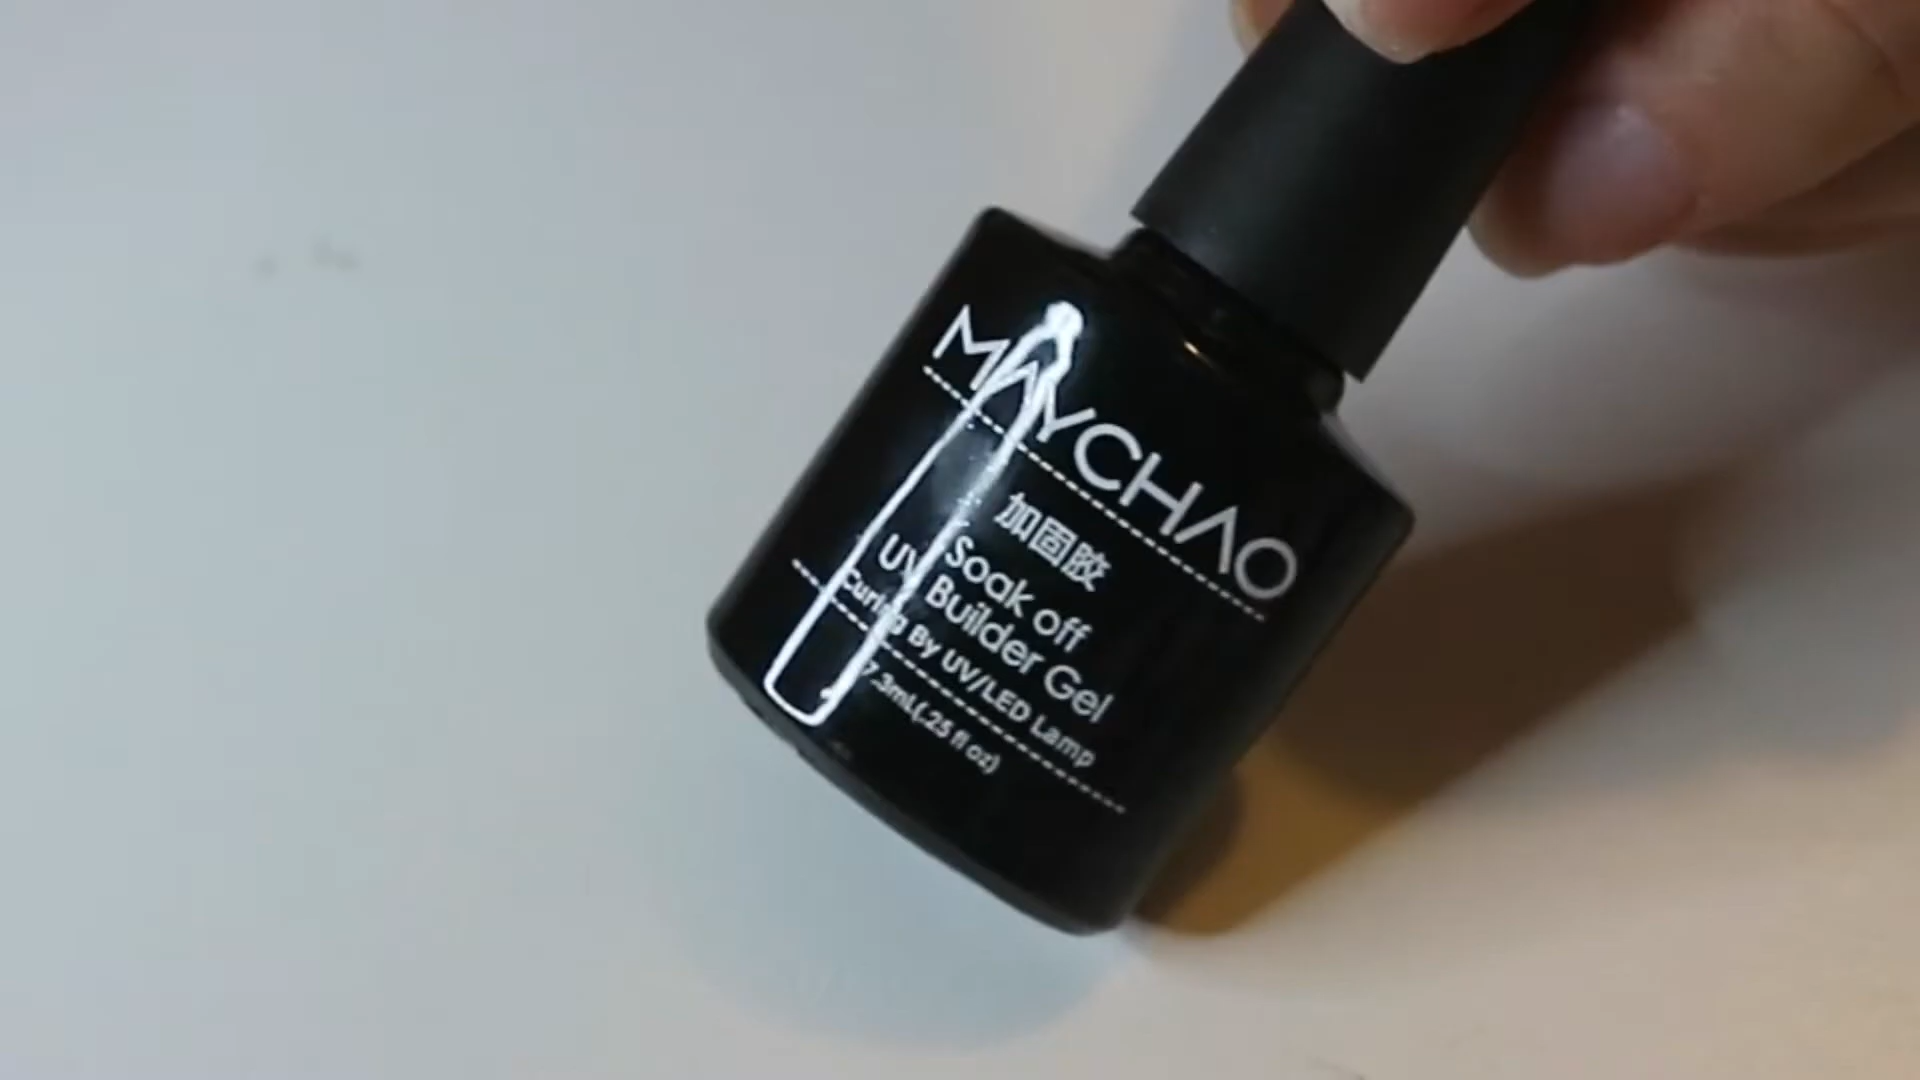 MAYCHAO
加固胶
Soak off
UV Builder Gel
Curing By UV/LED Lamp
7.3mL(.25 fl oz)